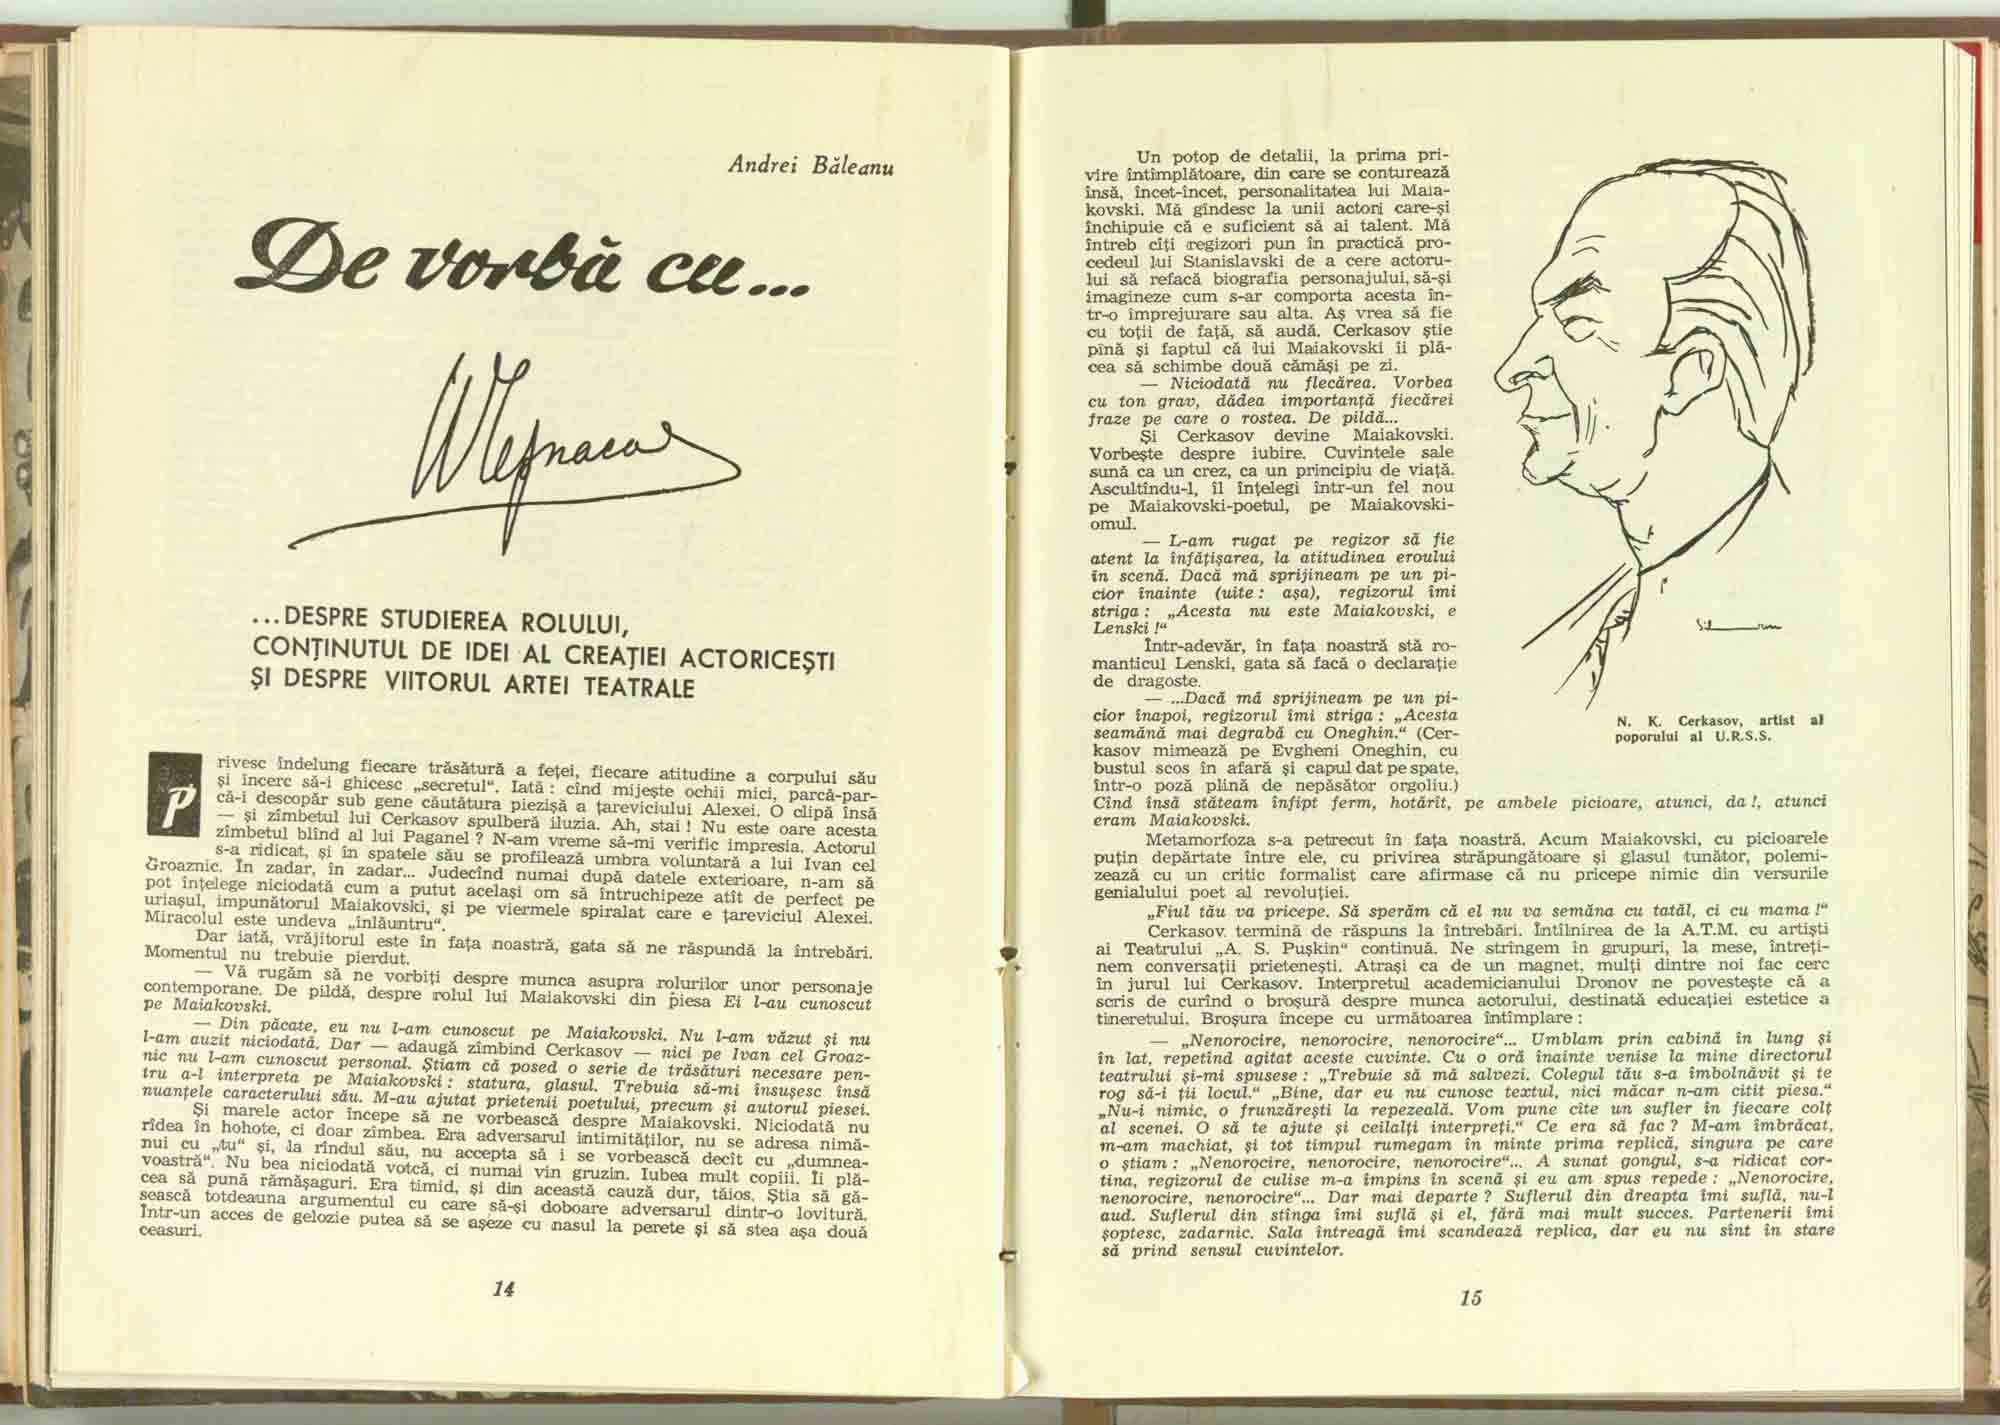 Andrei Băleanu
De vorbă cu...
...DESPRE STUDIEREA ROLULUI,
CONȚINUTUL DE IDEI AL CREAȚIEI ACTORICEȘTI
ȘI DESPRE VIITORUL ARTEI TEATRALE
Privesc îndelung fiecare trăsătură a feței, fiecare atitudine a corpului său
și încerc să-i ghicesc „secretul“. Iată : cînd mijește ochii mici, parcă-par-
că-i descopăr sub gene căutătura piezișă a țareviciului Alexei. O clipă însă
— și zîmbetul lui Cerkasov spulberă iluzia. Ah, stai ! Nu este oare acesta
zîmbetul blînd al lui Paganel ? N-am vreme să-mi verific impresia. Actorul
s-a ridicat, și în spatele său se profilează umbra voluntară a lui Ivan cel
Groaznic. În zadar, în zadar... Judecînd numai după datele exterioare, n-am să
pot înțelege niciodată cum a putut același om să întruchipeze atît de perfect pe
uriașul, impunătorul Maiakovski, și pe viermele spiralat care e țareviciul Alexei.
Miracolul este undeva „înlăuntru“.
Dar iată, vrăjitorul este în fața noastră, gata să ne răspundă la întrebări.
Momentul nu trebuie pierdut.
— Vă rugăm să ne vorbiți despre munca asupra rolurilor unor personaje
contemporane. De pildă, despre rolul lui Maiakovski din piesa Ei l-au cunoscut
pe Maiakovski.
— Din păcate, eu nu l-am cunoscut pe Maiakovski. Nu l-am văzut și nu
l-am auzit niciodată. Dar — adaugă zîmbind Cerkasov — nici pe Ivan cel Groaz-
nic nu l-am cunoscut personal. Știam că posed o serie de trăsături necesare pen-
tru a-l interpreta pe Maiakovski : statura, glasul. Trebuia să-mi însușesc însă
nuanțele caracterului său. M-au ajutat prietenii poetului, precum și autorul piesei.
Și marele actor începe să ne vorbească despre Maiakovski. Niciodată nu
rîdea în hohote, ci doar zîmbea. Era adversarul intimităților, nu se adresa nimă-
nui cu „tu“ și, la rîndul său, nu accepta să i se vorbească decît cu „dumnea-
voastră“. Nu bea niciodată votcă, ci numai vin gruzin. Iubea mult copiii. Îi plă-
cea să pună rămășaguri. Era timid, și din această cauză dur, tăios. Știa să gă-
sească totdeauna argumentul cu care să-și doboare adversarul dintr-o lovitură.
Într-un acces de gelozie putea să se așeze cu nasul la perete și să stea așa două
ceasuri.
14
Un potop de detalii, la prima pri-
vire întîmplătoare, din care se conturează
însă, încet-încet, personalitatea lui Maia-
kovski. Mă gîndesc la unii actori care-și
închipuie că e suficient să ai talent. Mă
întreb cîți regizori pun în practică pro-
cedeul lui Stanislavski de a cere actoru-
lui să refacă biografia personajului, să-și
imagineze cum s-ar comporta acesta în-
tr-o împrejurare sau alta. Aș vrea să fie
cu toții de față, să audă. Cerkasov știe
pînă și faptul că lui Maiakovski îi plă-
cea să schimbe două cămăși pe zi.
— Niciodată nu flecărea. Vorbea
cu ton grav, dădea importanță fiecărei
fraze pe care o rostea. De pildă...
Și Cerkasov devine Maiakovski.
Vorbește despre iubire. Cuvintele sale
sună ca un crez, ca un principiu de viață.
Ascultîndu-l, îl înțelegi într-un fel nou
pe Maiakovski-poetul, pe Maiakovski-
omul.
— L-am rugat pe regizor să fie
atent la înfățișarea, la atitudinea eroului
în scenă. Dacă mă sprijineam pe un pi-
cior înainte (uite : așa), regizorul îmi
striga : „Acesta nu este Maiakovski, e
Lenski !“
Într-adevăr, în fața noastră stă ro-
manticul Lenski, gata să facă o declarație
de dragoste.
— ...Dacă mă sprijineam pe un pi-
cior înapoi, regizorul îmi striga : „Acesta
seamănă mai degrabă cu Oneghin.“ (Cer-
kasov mimează pe Evgheni Oneghin, cu
bustul scos în afară și capul dat pe spate,
într-o poză plină de nepăsător orgoliu.)
Cînd însă stăteam înfipt ferm, hotărît, pe ambele picioare, atunci, da !, atunci
eram Maiakovski.
N. K. Cerkasov, artist al
poporului al U.R.S.S.
Metamorfoza s-a petrecut în fața noastră. Acum Maiakovski, cu picioarele
puțin depărtate între ele, cu privirea străpungătoare și glasul tunător, polemi-
zează cu un critic formalist care afirmase că nu pricepe nimic din versurile
genialului poet al revoluției.
„Fiul tău va pricepe. Să sperăm că el nu va semăna cu tatăl, ci cu mama !“
Cerkasov termină de răspuns la întrebări. Întîlnirea de la A.T.M. cu artiști
ai Teatrului „A. S. Pușkin“ continuă. Ne strîngem în grupuri, la mese, întreți-
nem conversații prietenești. Atrași ca de un magnet, mulți dintre noi fac cerc
în jurul lui Cerkasov. Interpretul academicianului Dronov ne povestește că a
scris de curînd o broșură despre munca actorului, destinată educației estetice a
tineretului. Broșura începe cu următoarea întîmplare :
— „Nenorocire, nenorocire, nenorocire“... Umblam prin cabină în lung și
în lat, repetînd agitat aceste cuvinte. Cu o oră înainte venise la mine directorul
teatrului și-mi spusese : „Trebuie să mă salvezi. Colegul tău s-a îmbolnăvit și te
rog să-i ții locul.“ „Bine, dar eu nu cunosc textul, nici măcar n-am citit piesa.“
„Nu-i nimic, o frunzărești la repezeală. Vom pune cîte un sufler în fiecare colț
al scenei. O să te ajute și ceilalți interpreți.“ Ce era să fac ? M-am îmbrăcat,
m-am machiat, și tot timpul rumegam în minte prima replică, singura pe care
o știam : „Nenorocire, nenorocire, nenorocire“... A sunat gongul, s-a ridicat cor-
tina, regizorul de culise m-a împins în scenă și eu am spus repede : „Nenorocire,
nenorocire, nenorocire“... Dar mai departe ? Suflerul din dreapta îmi suflă, nu-l
aud. Suflerul din stînga îmi suflă și el, fără mai mult succes. Partenerii îmi
șoptesc, zadarnic. Sala întreagă îmi scandează replica, dar eu nu sînt în stare
să prind sensul cuvintelor.
15